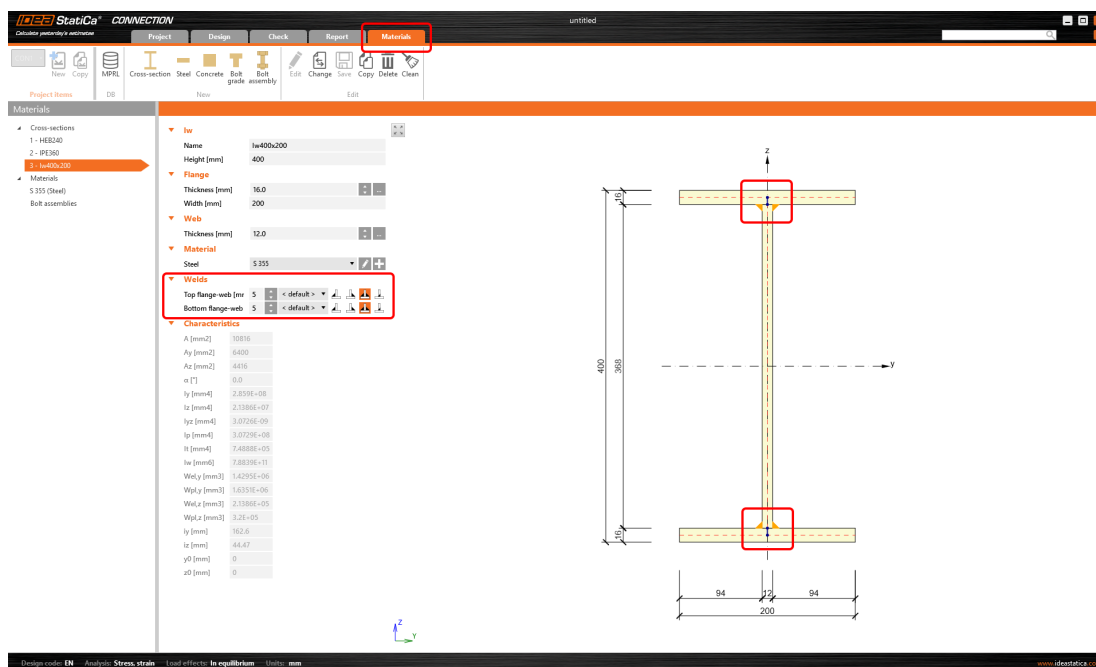 IDEA StatiCa® CONNECTION
untitled
Calculate yesterday's estimates
Project Design Check Report Materials
New Copy
MPRL
Cross-section Steel Concrete Bolt grade Bolt assembly
Edit Change Save Copy Delete Clean
Project items DB New Edit
Materials
Cross-sections
1 - HEB240
2 - IPE360
3 - Iw400x200
Materials
S 355 (Steel)
Bolt assemblies
Iw
Name Iw400x200
Height [mm] 400
Flange
Thickness [mm] 16.0
Width [mm] 200
Web
Thickness [mm] 12.0
Material
Steel S 355
Welds
Top flange-web [mr 5 < default >
Bottom flange-web 5 < default >
Characteristics
A [mm2] 10816
Ay [mm2] 6400
Az [mm2] 4416
α [°] 0.0
Iy [mm4] 2.859E+08
Iz [mm4] 2.1386E+07
Iyz [mm4] 3.0726E-09
Ip [mm4] 3.0729E+08
It [mm4] 7.4888E+05
Iw [mm6] 7.8839E+11
Wel,y [mm3] 1.4295E+06
Wpl,y [mm3] 1.6351E+06
Wel,z [mm3] 2.1386E+05
Wpl,z [mm3] 3.2E+05
iy [mm] 162.6
iz [mm] 44.47
y0 [mm] 0
z0 [mm] 0
z
16
400
368
y
16
94 12 94
200
Z
Y
Design code: EN Analysis: Stress, strain Load effects: In equilibrium Units: mm
www.ideastatica.co